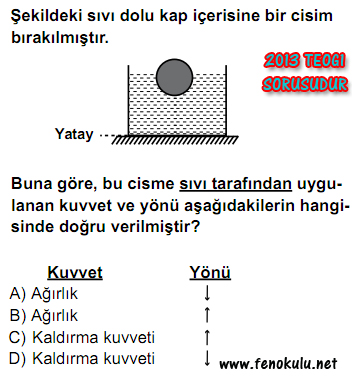 Şekildeki sıvı dolu kap içerisine bir cisim
bırakılmıştır.
2013 TEOG1
SORUSUDUR
Yatay
Buna göre, bu cisme sıvı tarafından uygu-
lanan kuvvet ve yönü aşağıdakilerin hangi-
sinde doğru verilmiştir?
Kuvvet Yönü
A) Ağırlık ↓
B) Ağırlık ↑
C) Kaldırma kuvveti ↑
D) Kaldırma kuvveti ↓
www.fenokulu.net